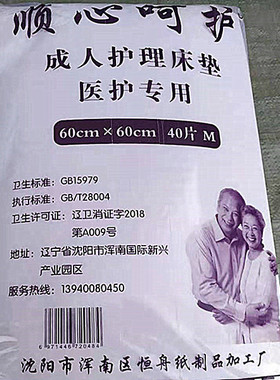 顺心呵护
成人护理床垫
医护专用
60cm×60cm 40片 M
卫生标准：GB15979
执行标准：GB/T28004
卫生许可证：辽卫消证字2018
第A009号
地址：辽宁省沈阳市浑南国际新兴
产业园区
服务热线：13940080450
6971446720484
沈阳市浑南区恒舟纸制品加工厂